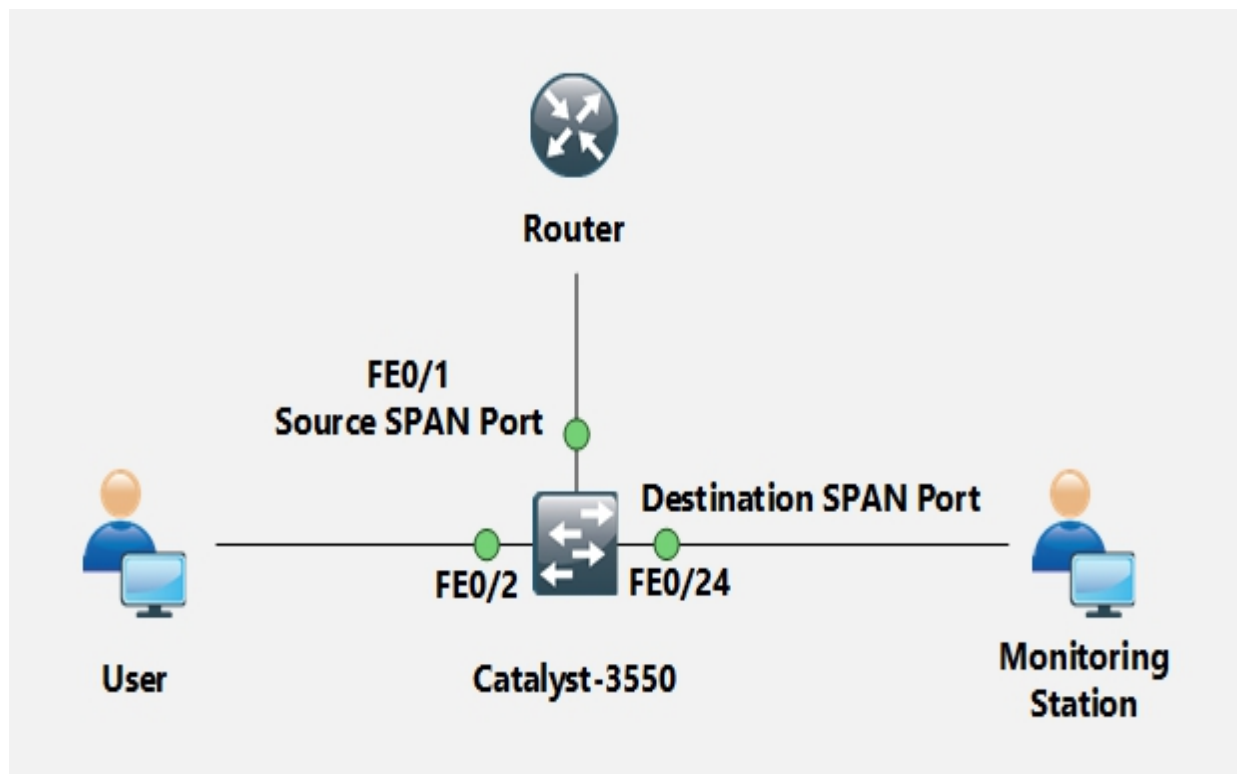 Router
FE0/1
Source SPAN Port
Destination SPAN Port
FE0/2
FE0/24
User
Catalyst-3550
Monitoring
Station